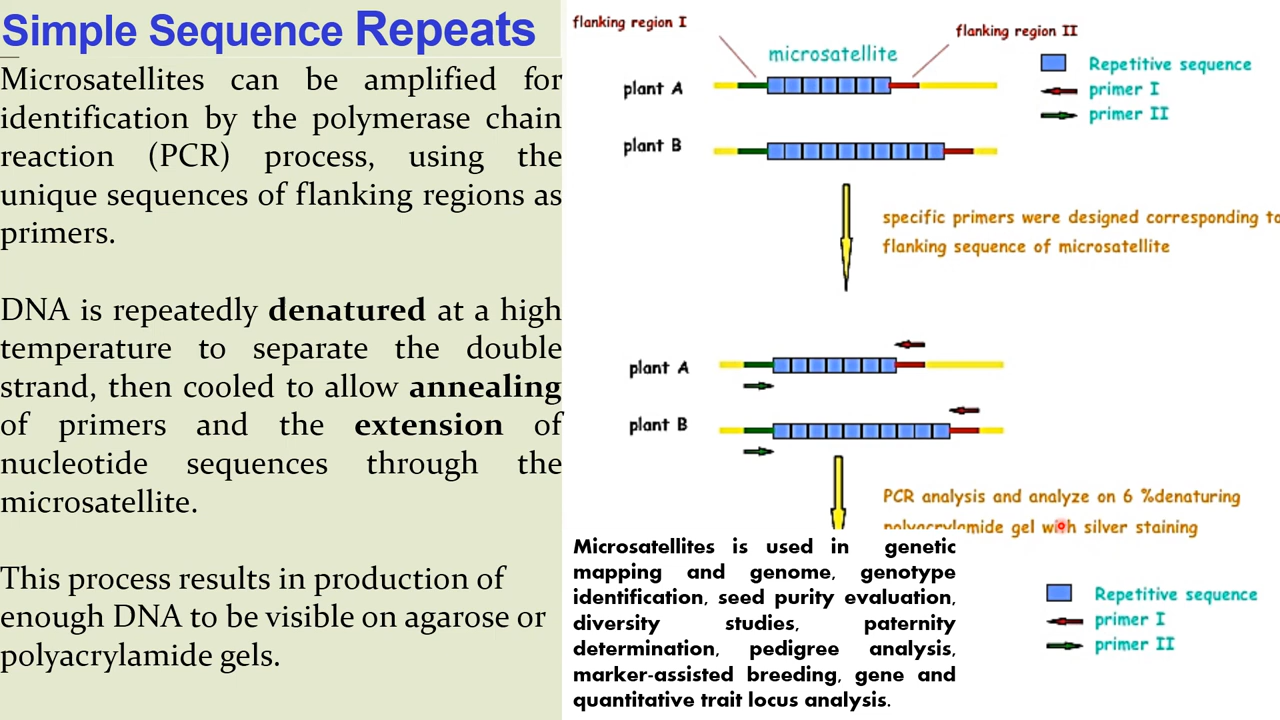 Simple Sequence Repeats
Microsatellites can be amplified for
identification by the polymerase chain
reaction (PCR) process, using the
unique sequences of flanking regions as
primers.
DNA is repeatedly denatured at a high
temperature to separate the double
strand, then cooled to allow annealing
of primers and the extension of
nucleotide sequences through the
microsatellite.
This process results in production of
enough DNA to be visible on agarose or
polyacrylamide gels.
flanking region I
flanking region II
microsatellite
plant A
plant B
Repetitive sequence
primer I
primer II
specific primers were designed corresponding to
flanking sequence of microsatellite
plant A
plant B
PCR analysis and analyze on 6 %denaturing
polyacrylamide gel with silver staining
Microsatellites is used in genetic
mapping and genome, genotype
identification, seed purity evaluation,
diversity studies, paternity
determination, pedigree analysis,
marker-assisted breeding, gene and
quantitative trait locus analysis.
Repetitive sequence
primer I
primer II